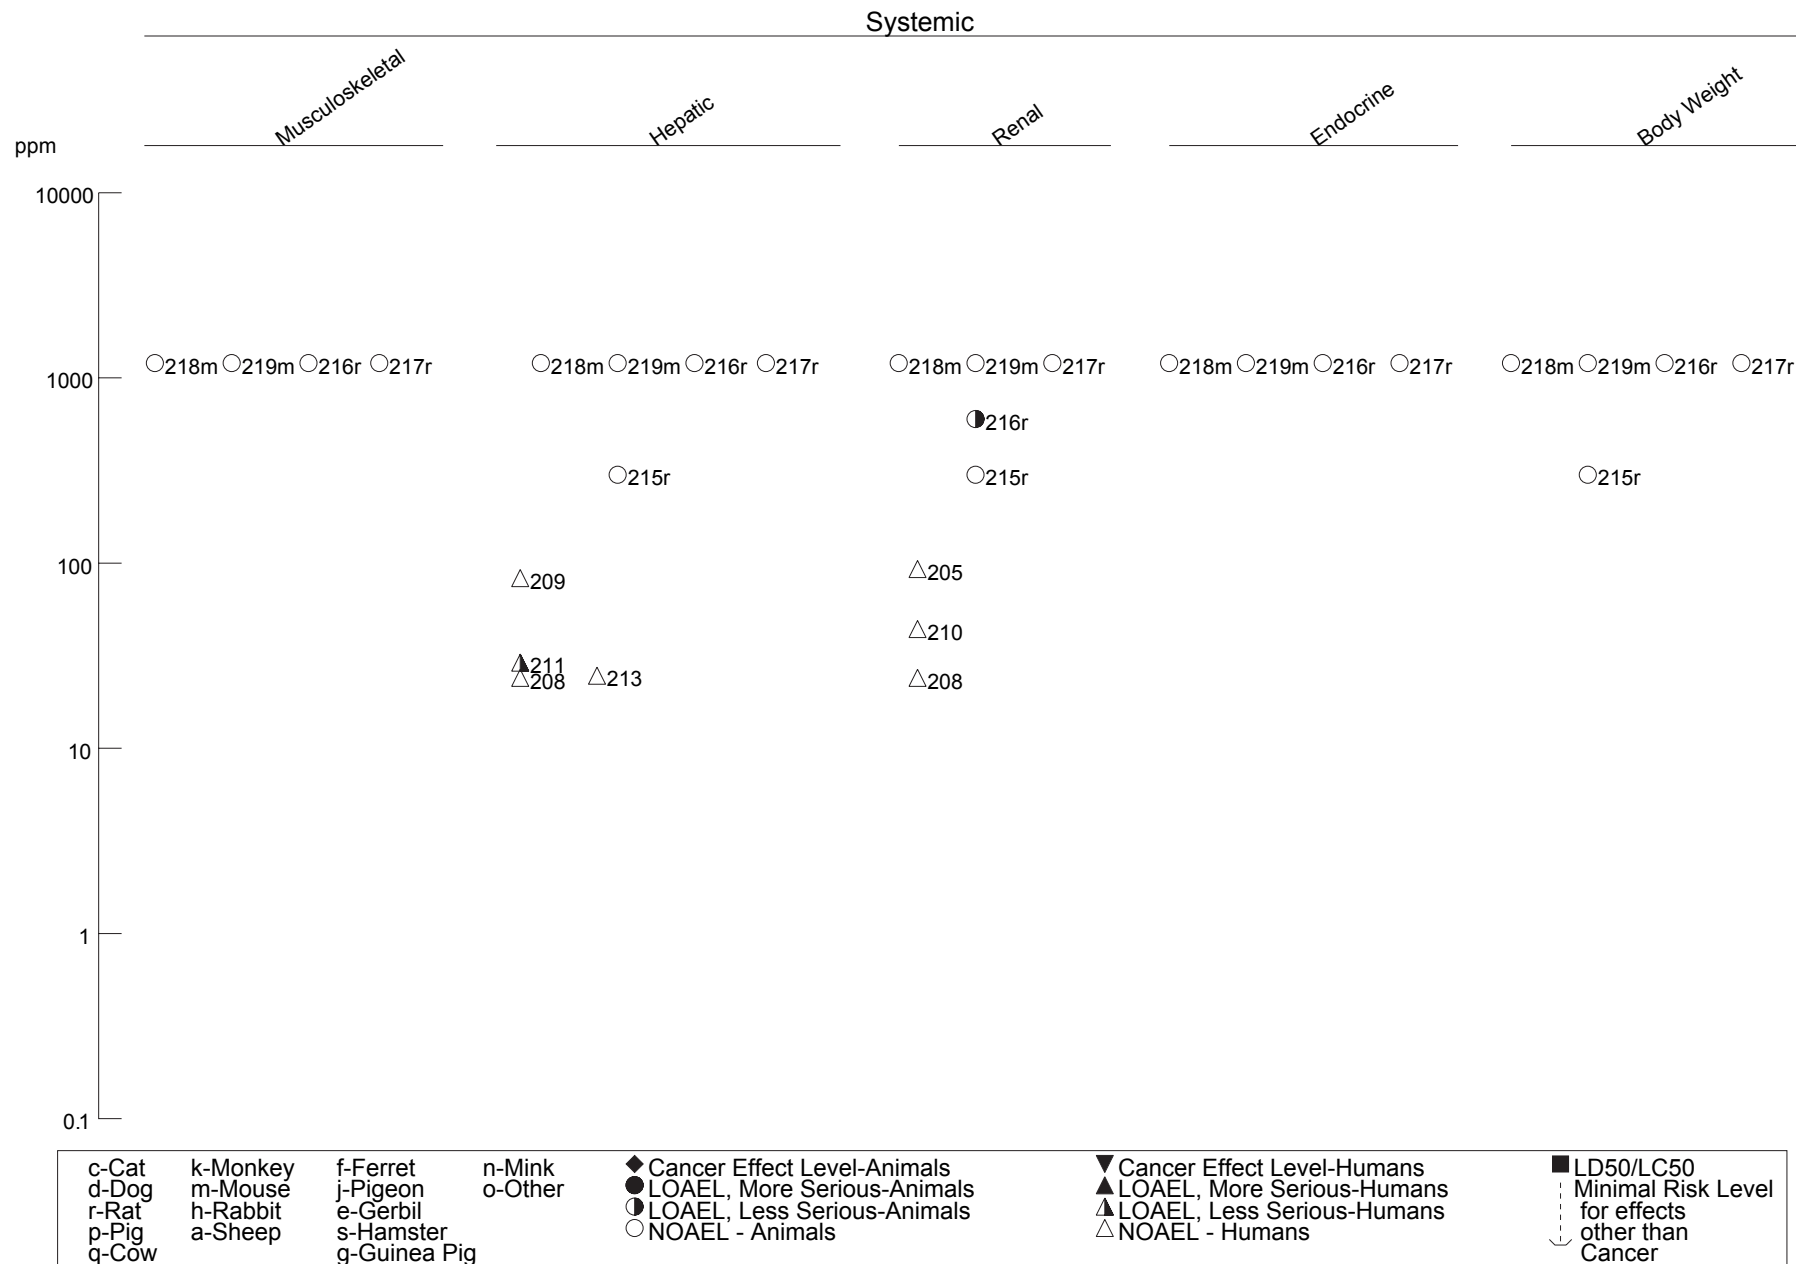 Systemic
Musculoskeletal Hepatic Renal Endocrine Body Weight
ppm
10000
218m 219m 216r 217r 218m 219m 216r 217r 218m 219m 217r 218m 219m 216r 217r 218m 219m 216r 217r
1000
216r
215r 215r 215r
100
209 205
210
211
208 213 208
10
1
0.1
c-Cat k-Monkey f-Ferret n-Mink Cancer Effect Level-Animals Cancer Effect Level-Humans LD50/LC50
d-Dog m-Mouse j-Pigeon o-Other LOAEL, More Serious-Animals LOAEL, More Serious-Humans Minimal Risk Level
r-Rat h-Rabbit e-Gerbil LOAEL, Less Serious-Animals LOAEL, Less Serious-Humans for effects
p-Pig a-Sheep s-Hamster NOAEL - Animals NOAEL - Humans other than
q-Cow g-Guinea Pig Cancer